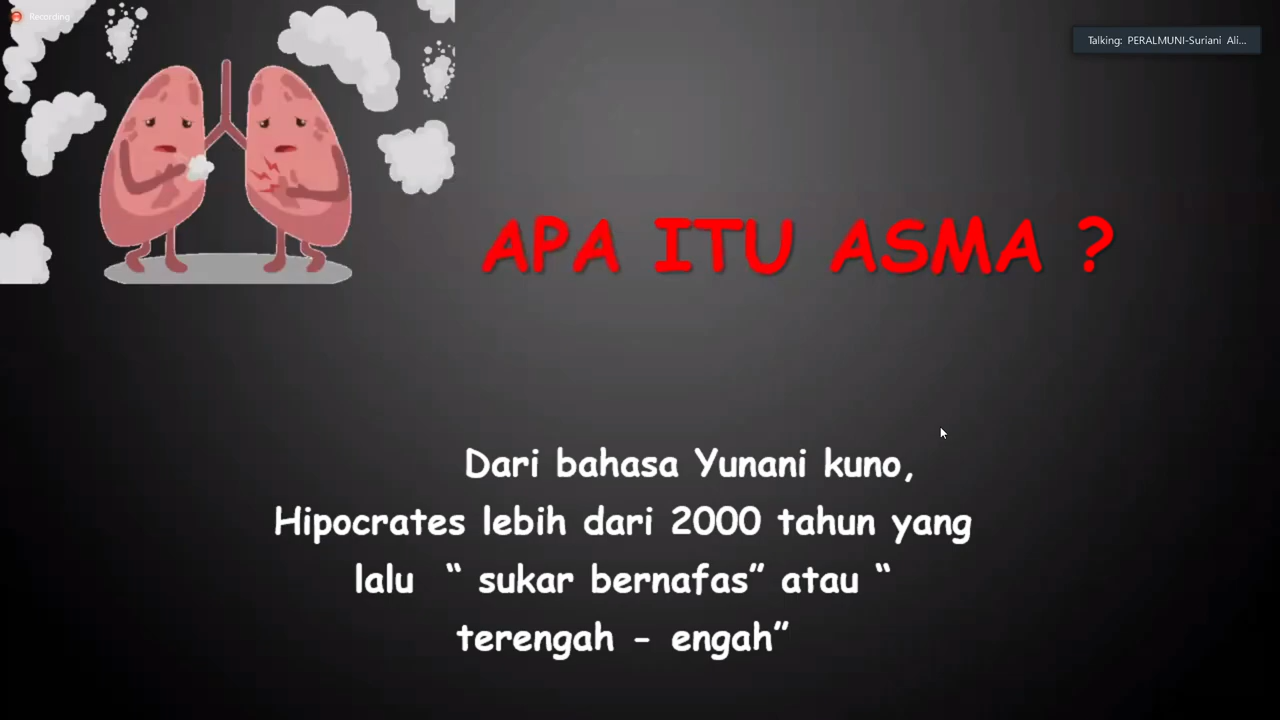 Recording
Talking: PERALMUNI-Suriani Ali...
APA ITU ASMA ?
Dari bahasa Yunani kuno,
Hipocrates lebih dari 2000 tahun yang
lalu “ sukar bernafas” atau “
terengah - engah”